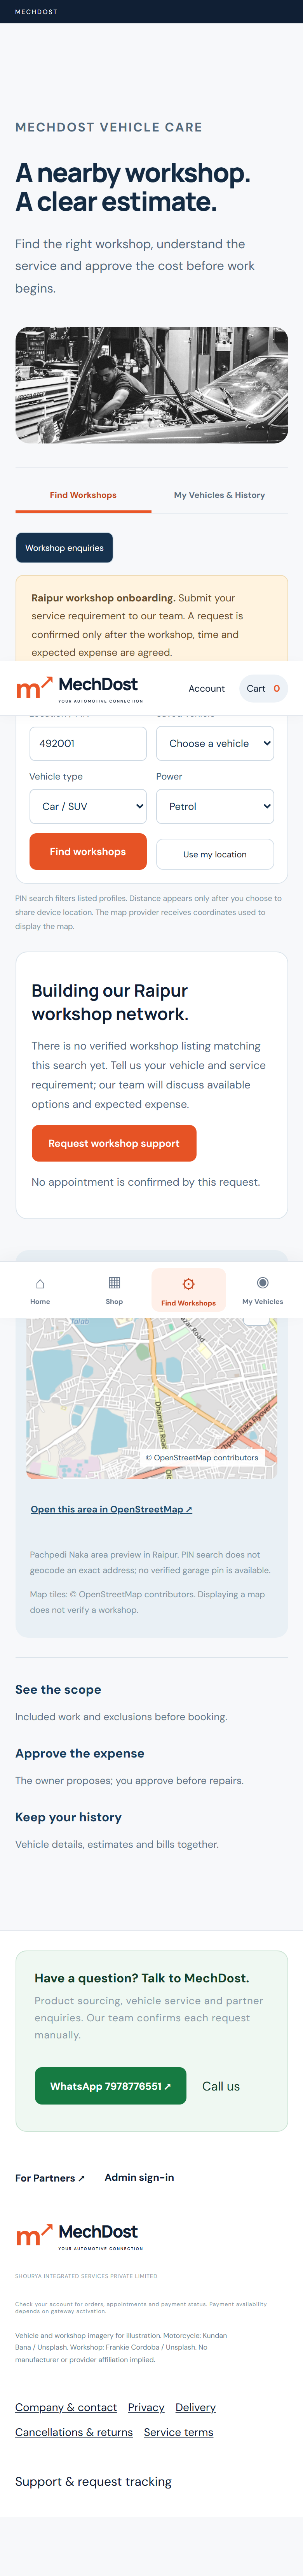 MECHDOST
MECHDOST VEHICLE CARE
A nearby workshop.
A clear estimate.
Find the right workshop, understand the
service and approve the cost before work
begins.
Find Workshops
My Vehicles & History
Workshop enquiries
Raipur workshop onboarding. Submit your
service requirement to our team. A request is
confirmed only after the workshop, time and
expected expense are agreed.
m MechDost
YOUR AUTOMOTIVE CONNECTION
Account
Cart 0
492001
Choose a vehicle
Vehicle type
Power
Car / SUV
Petrol
Find workshops
Use my location
PIN search filters listed profiles. Distance appears only after you choose to
share device location. The map provider receives coordinates used to
display the map.
Building our Raipur
workshop network.
There is no verified workshop listing matching
this search yet. Tell us your vehicle and service
requirement; our team will discuss available
options and expected expense.
Request workshop support
No appointment is confirmed by this request.
Home
Shop
Find Workshops
My Vehicles
Talab
Dhamtari Road
Pachpedi Naka Flyover
© OpenStreetMap contributors
Open this area in OpenStreetMap ↗
Pachpedi Naka area preview in Raipur. PIN search does not
geocode an exact address; no verified garage pin is available.
Map tiles: © OpenStreetMap contributors. Displaying a map
does not verify a workshop.
See the scope
Included work and exclusions before booking.
Approve the expense
The owner proposes; you approve before repairs.
Keep your history
Vehicle details, estimates and bills together.
Have a question? Talk to MechDost.
Product sourcing, vehicle service and partner
enquiries. Our team confirms each request
manually.
WhatsApp 7978776551 ↗
Call us
For Partners ↗
Admin sign-in
m MechDost
YOUR AUTOMOTIVE CONNECTION
SHOURYA INTEGRATED SERVICES PRIVATE LIMITED
Check your account for orders, appointments and payment status. Payment availability
depends on gateway activation.
Vehicle and workshop imagery for illustration. Motorcycle: Kundan
Bana / Unsplash. Workshop: Frankie Cordoba / Unsplash. No
manufacturer or provider affiliation implied.
Company & contact
Privacy
Delivery
Cancellations & returns
Service terms
Support & request tracking